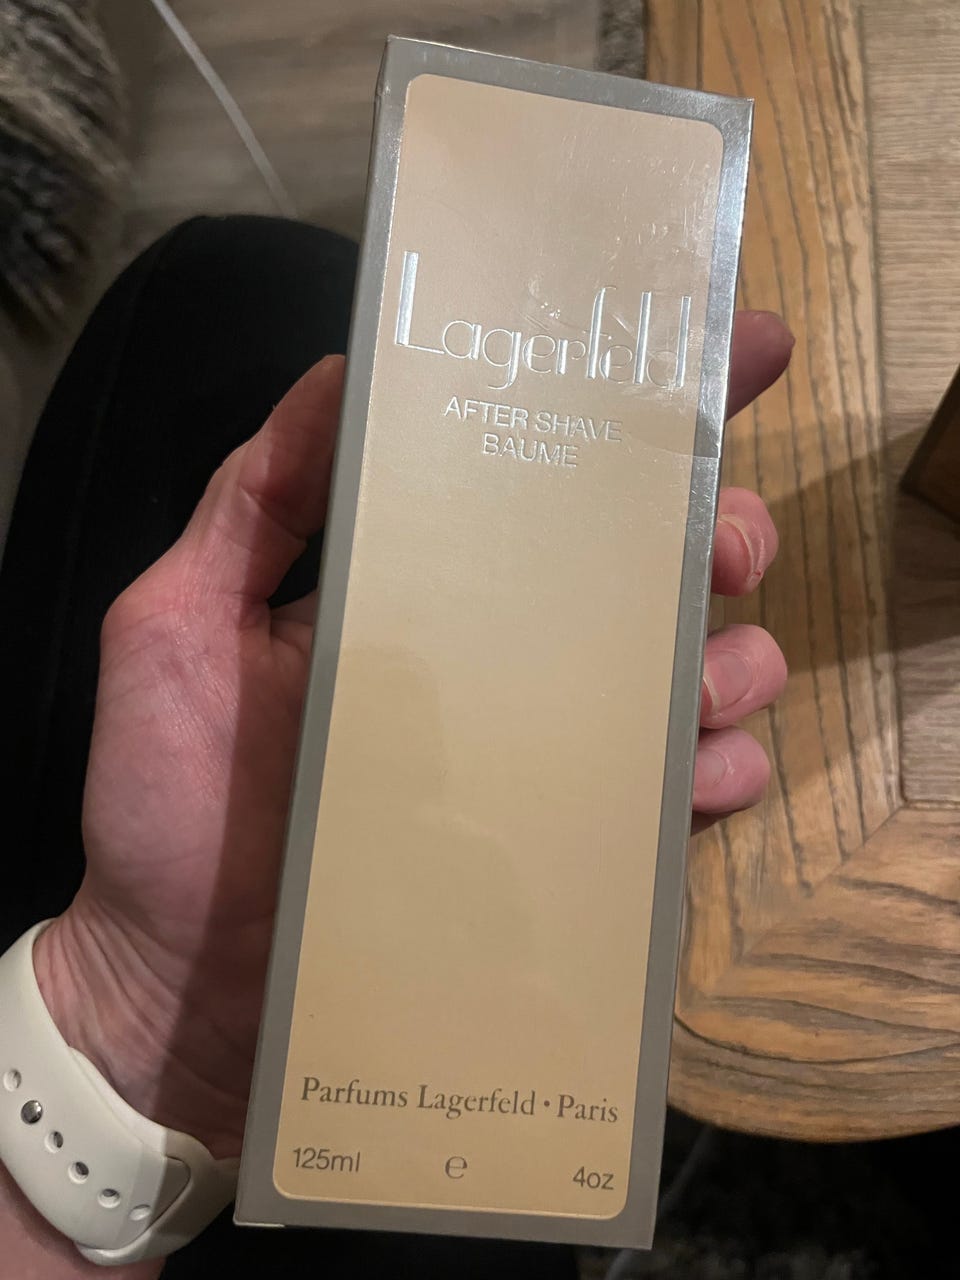 Lagerfeld
AFTER SHAVE
BAUME
Parfums Lagerfeld • Paris
125ml ℮ 4oz